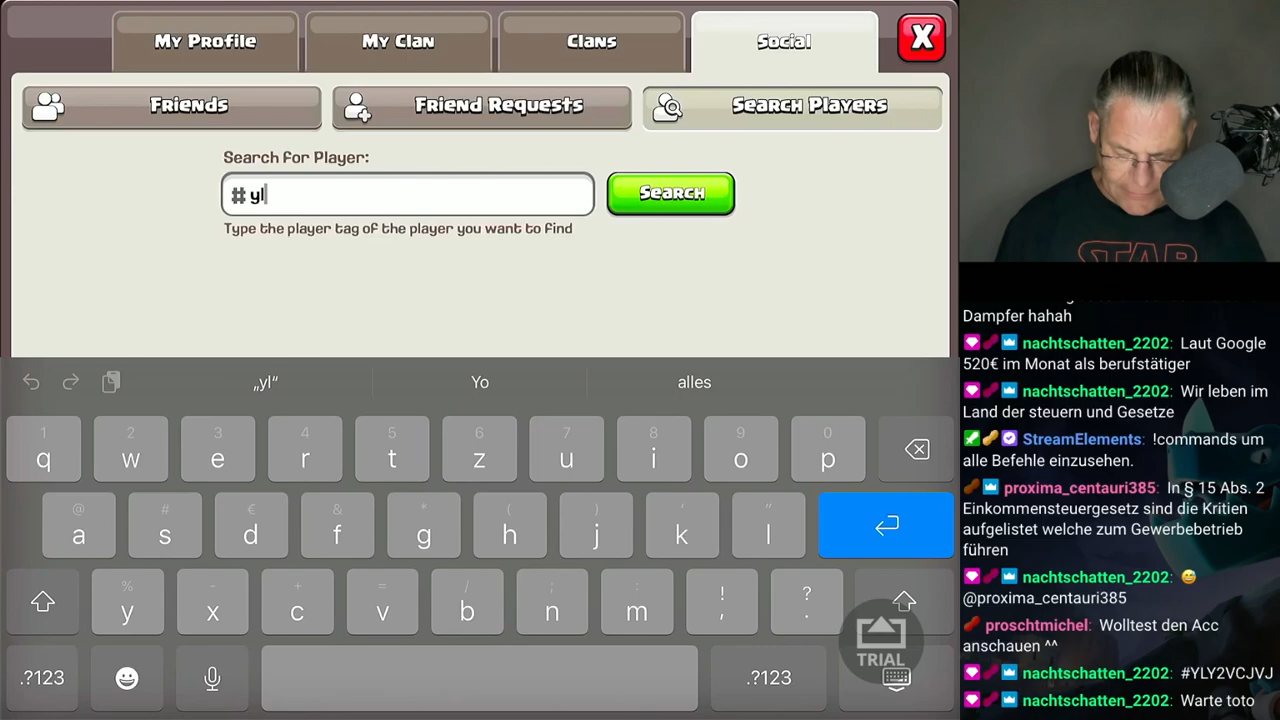 My Profile
My Clan
Clans
Social
X
Friends
Friend Requests
Search Players
Search for Player:
# yl
Search
Type the player tag of the player you want to find
„yl“
Yo
alles
1 2 3 4 5 6 7 8 9 0
q w e r t z u i o p
@ # € & * ( ) ' "
a s d f g h j k l
% - + = / ; : ! ?
y x c v b n m , .
.?123
.?123
TRIAL
STAR
Dampfer hahah
nachtschatten_2202: Laut Google
520€ im Monat als berufstätiger
nachtschatten_2202: Wir leben im
Land der steuern und Gesetze
StreamElements: !commands um
alle Befehle einzusehen.
proxima_centauri385: In § 15 Abs. 2
Einkommensteuergesetz sind die Kritien
aufgelistet welche zum Gewerbebetrieb
führen
nachtschatten_2202: 😅
@proxima_centauri385
proschtmichel: Wolltest den Acc
anschauen ^^
nachtschatten_2202: #YLY2VCJVJ
nachtschatten_2202: Warte toto